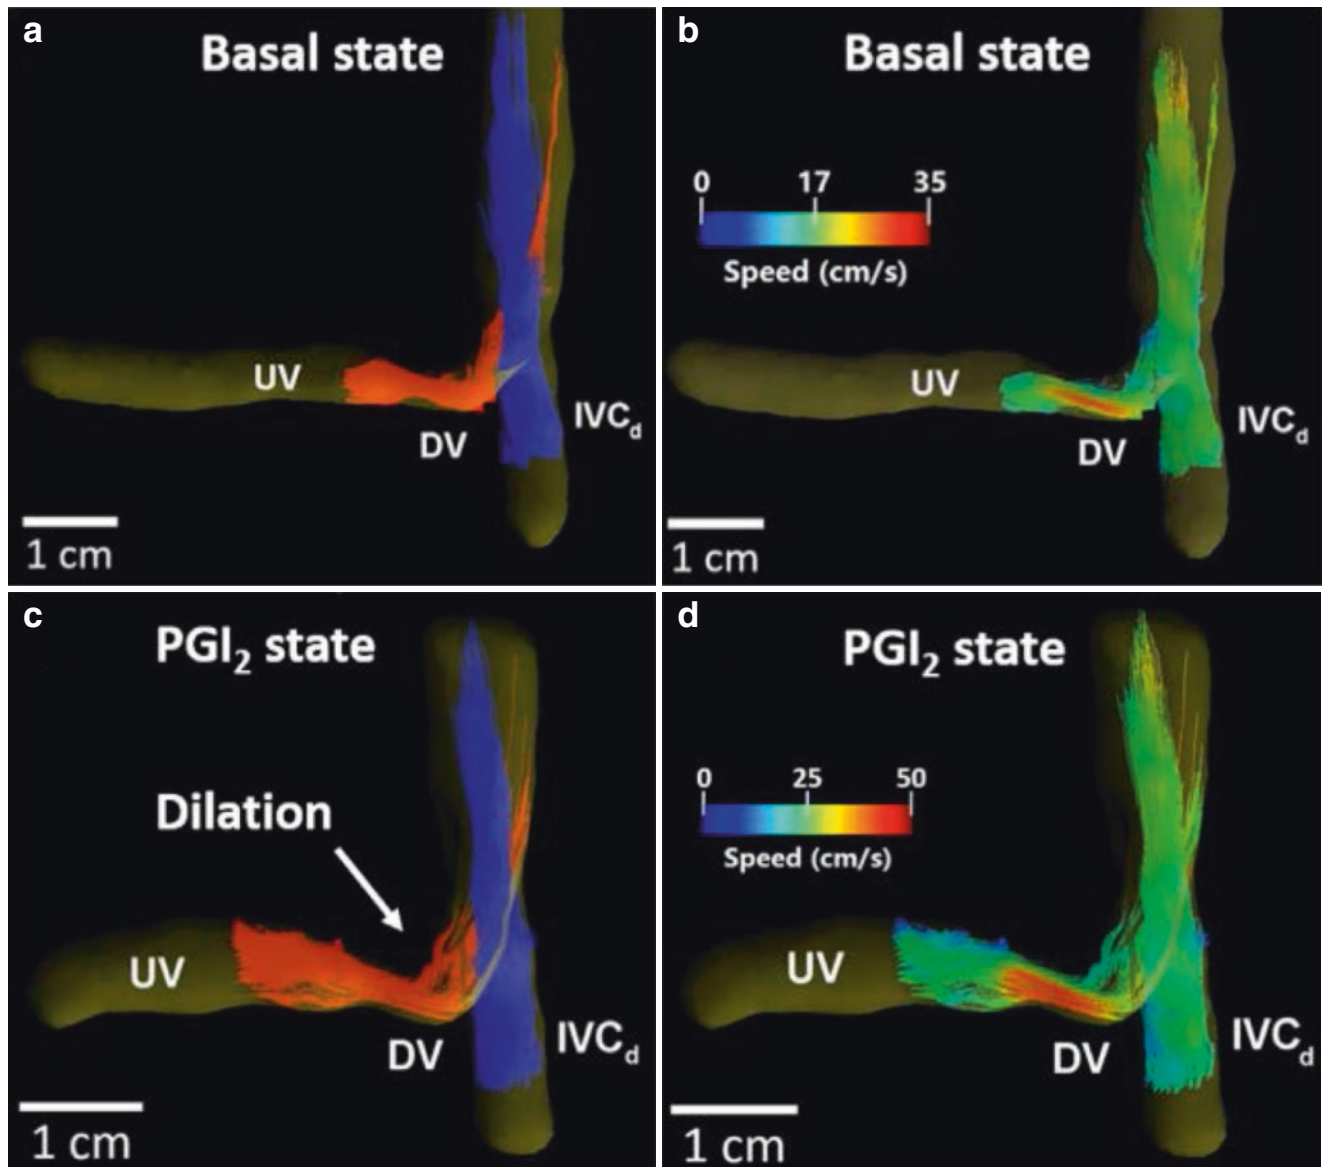 a
Basal state
UV
DV
IVCd
1 cm
b
Basal state
0 17 35
Speed (cm/s)
UV
DV
IVCd
1 cm
c
PGI2 state
Dilation
UV
DV
IVCd
1 cm
d
PGI2 state
0 25 50
Speed (cm/s)
UV
DV
IVCd
1 cm